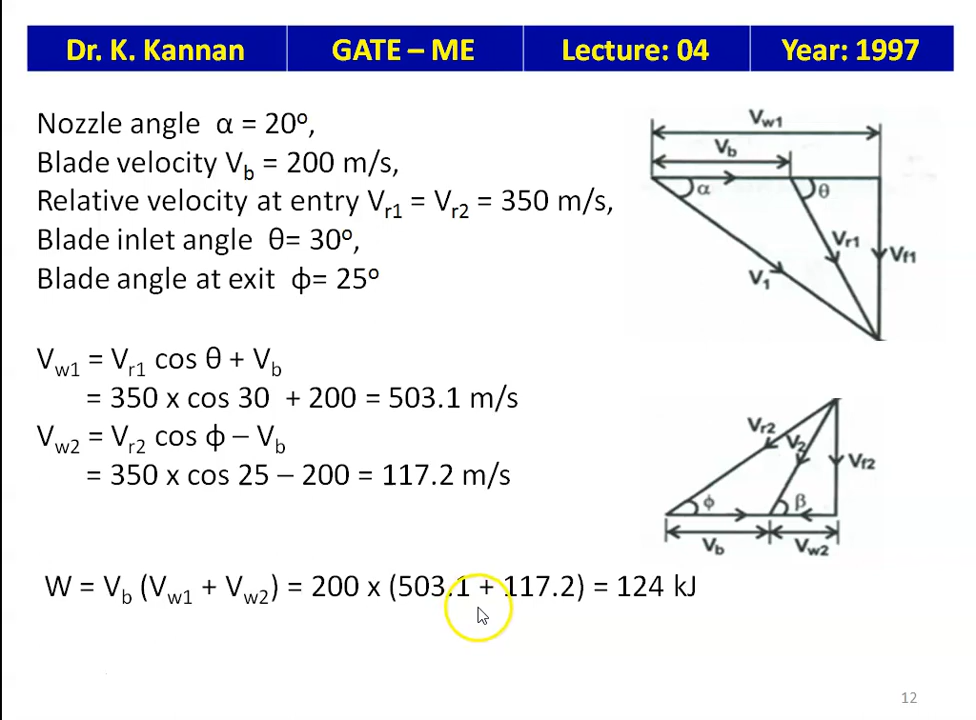 Dr. K. Kannan GATE – ME Lecture: 04 Year: 1997
Nozzle angle α = 20°,
Blade velocity Vb = 200 m/s,
Relative velocity at entry Vr1 = Vr2 = 350 m/s,
Blade inlet angle θ= 30°,
Blade angle at exit ϕ= 25°
Vw1
Vb
α
θ
Vr1
Vf1
V1
Vw1 = Vr1 cos θ + Vb
= 350 x cos 30 + 200 = 503.1 m/s
Vw2 = Vr2 cos ϕ – Vb
= 350 x cos 25 – 200 = 117.2 m/s
Vr2
V2
Vf2
ϕ
β
Vb
Vw2
W = Vb (Vw1 + Vw2) = 200 x (503.1 + 117.2) = 124 kJ
12